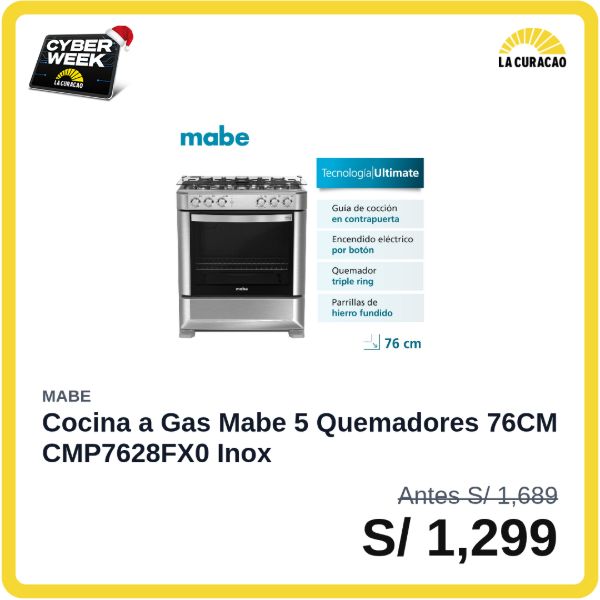 CYBER
WEEK
LA CURACAO
LA CURACAO
mabe
Tecnología|Ultimate
Guía de cocción
en contrapuerta
Encendido eléctrico
por botón
Quemador
triple ring
Parrillas de
hierro fundido
mabe
76 cm
MABE
Cocina a Gas Mabe 5 Quemadores 76CM
CMP7628FX0 Inox
Antes S/ 1,689
S/ 1,299